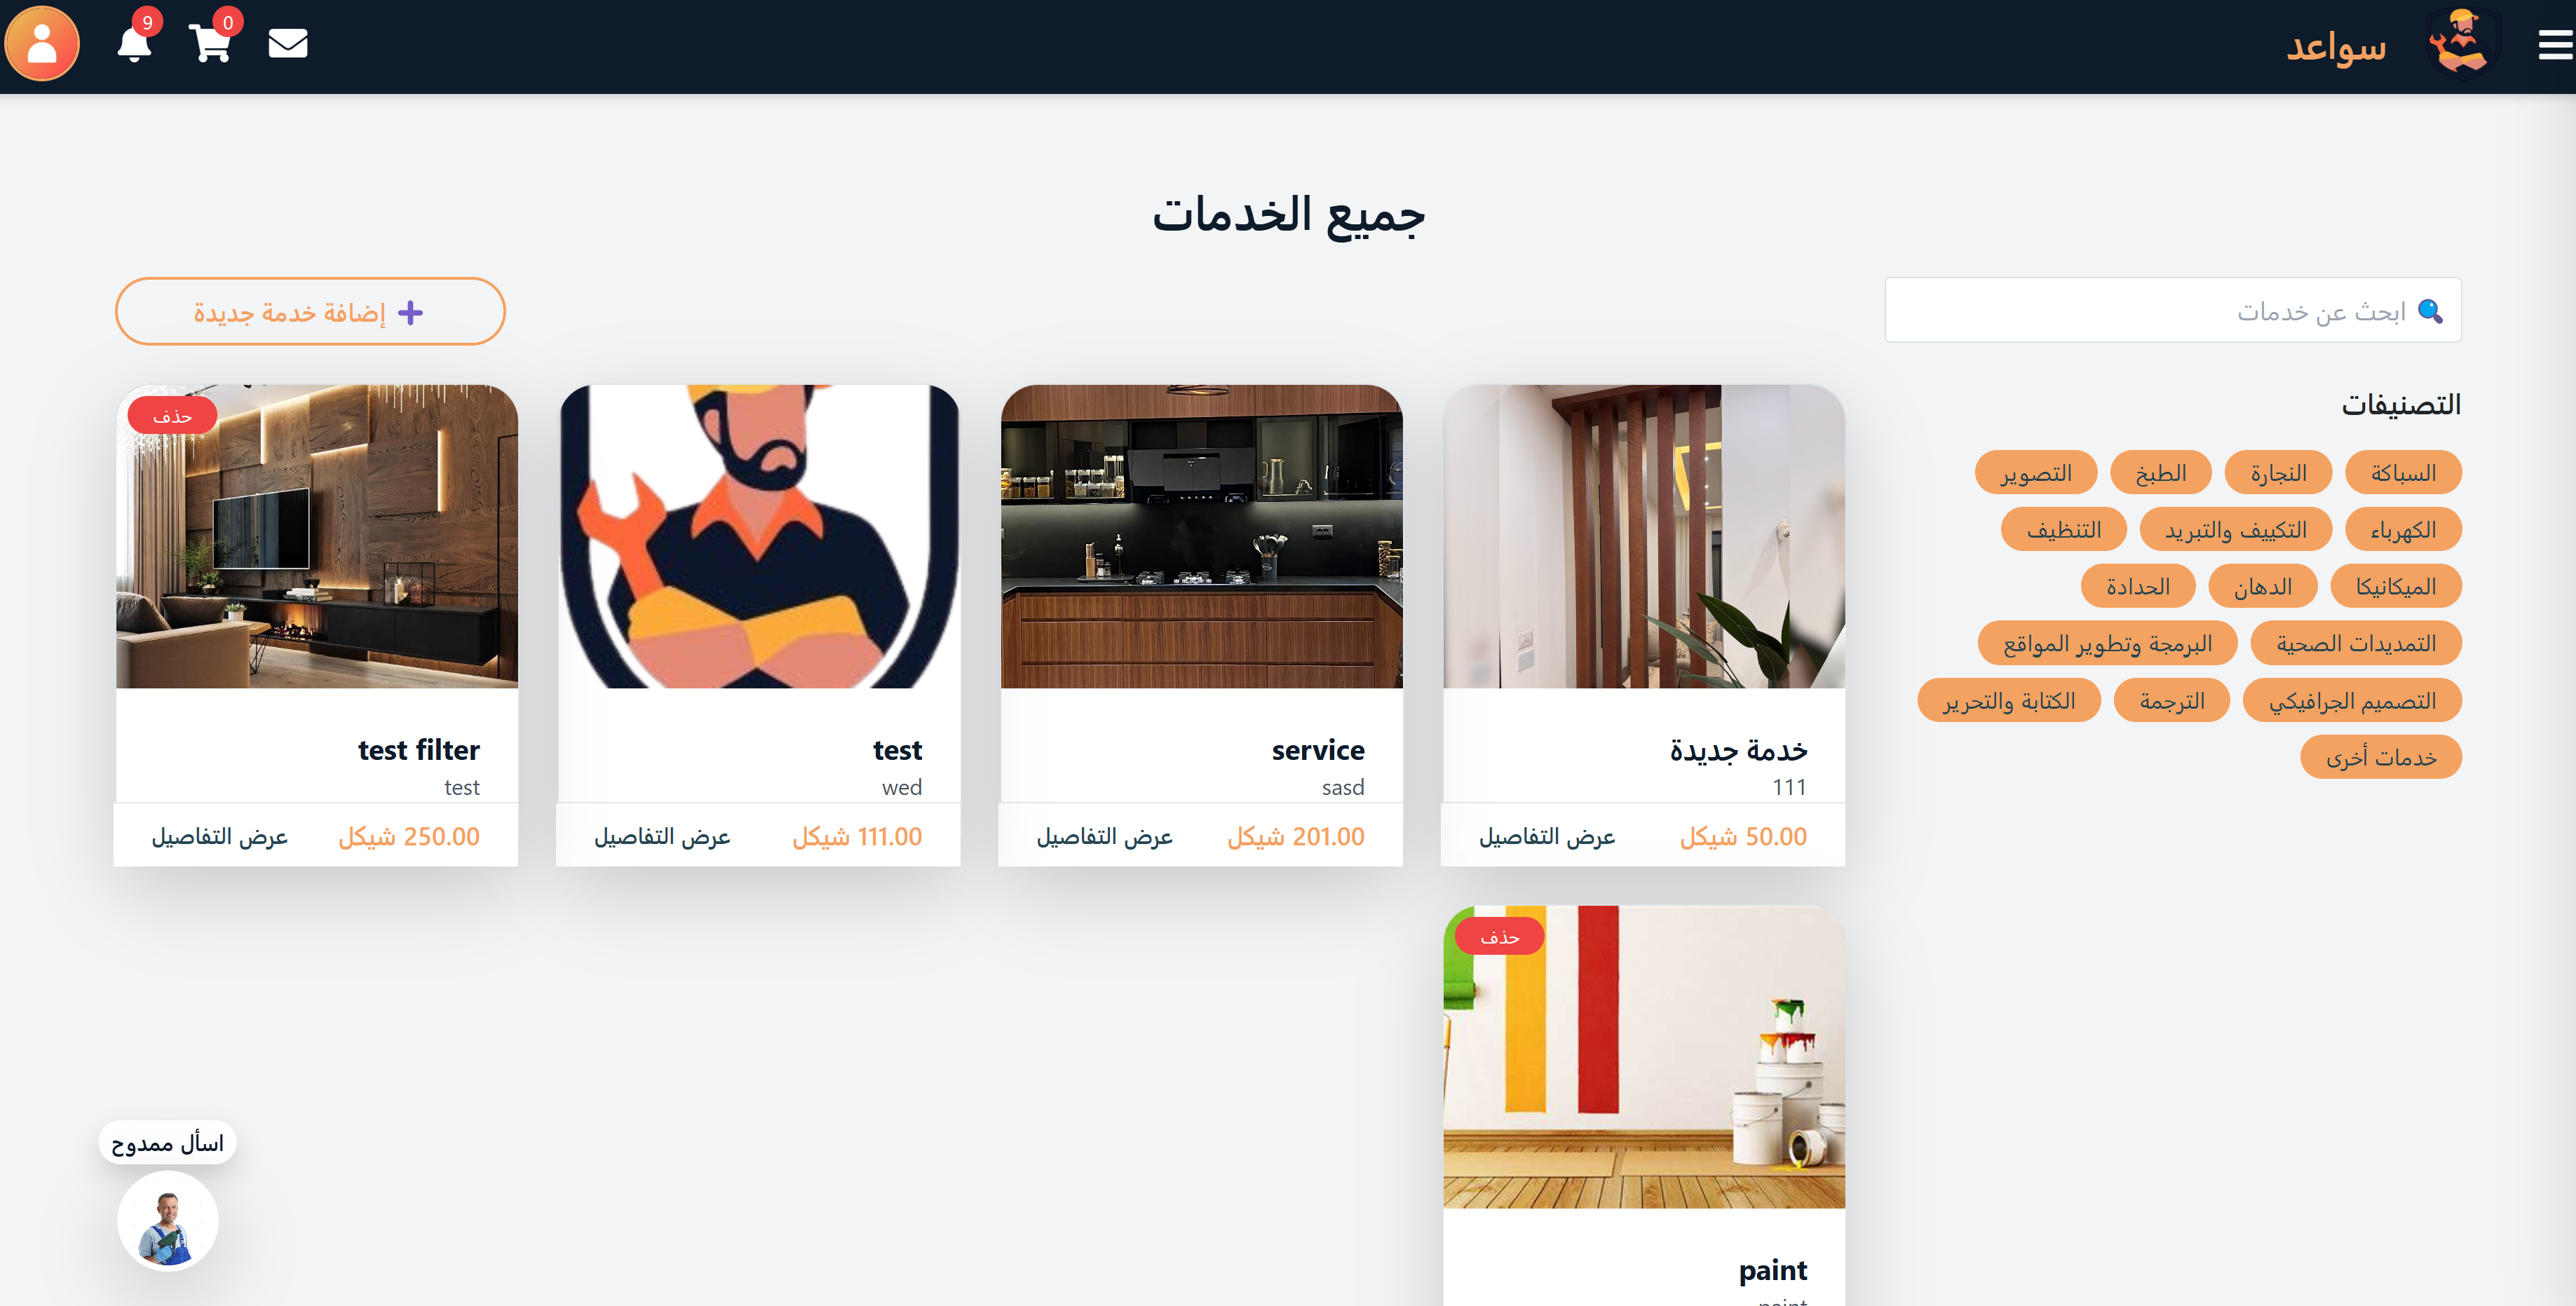 سواعد
0
9
جميع الخدمات
ابحث عن خدمات
إضافة خدمة جديدة
التصنيفات
السباكة
النجارة
الطبخ
التصوير
الكهرباء
التكييف والتبريد
التنظيف
الميكانيكا
الدهان
الحدادة
التمديدات الصحية
البرمجة وتطوير المواقع
التصميم الجرافيكي
الترجمة
الكتابة والتحرير
خدمات أخرى
خدمة جديدة
111
50.00 شيكل
عرض التفاصيل
service
sasd
201.00 شيكل
عرض التفاصيل
test
wed
111.00 شيكل
عرض التفاصيل
حذف
test filter
test
250.00 شيكل
عرض التفاصيل
حذف
paint
paint
اسأل ممدوح